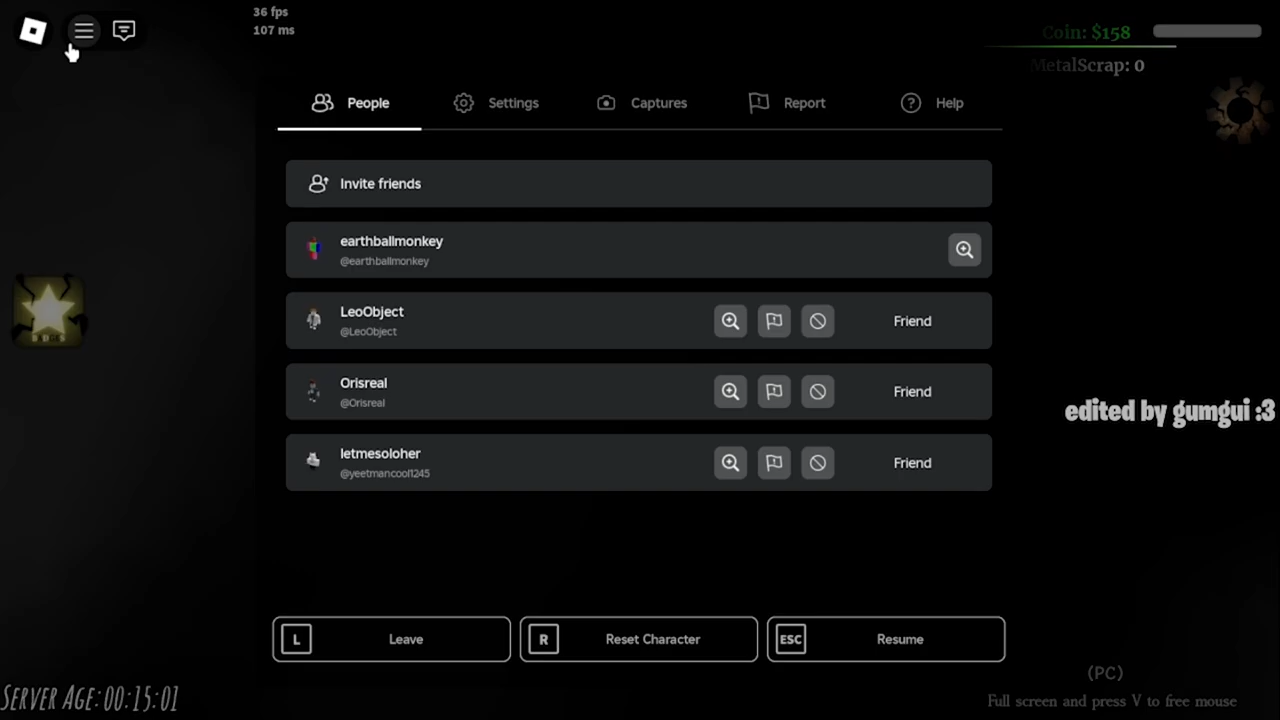 36 fps
107 ms
Coin: $158
MetalScrap: 0
People
Settings
Captures
Report
Help
Invite friends
earthballmonkey
@earthballmonkey
LeoObject
@LeoObject
Friend
Orisreal
@Orisreal
Friend
letmesoloher
@yeetmancool1245
Friend
edited by gumgui :3
L
Leave
R
Reset Character
ESC
Resume
(PC)
Full screen and press V to free mouse
SERVER AGE: 00:15:01